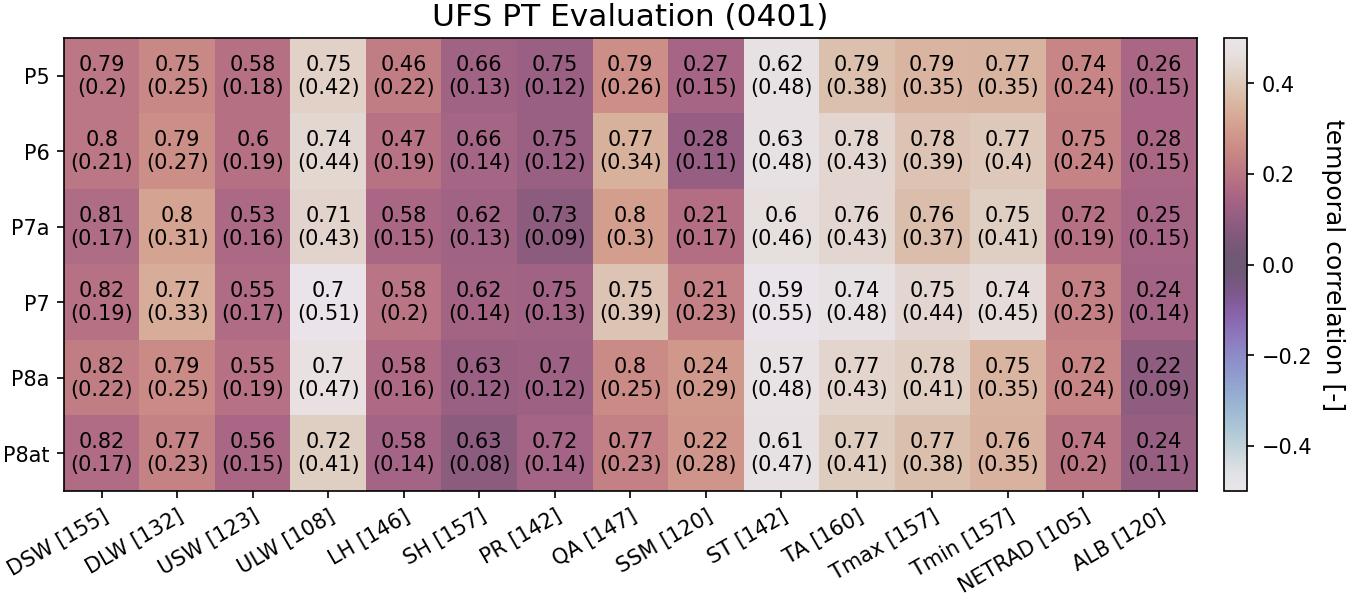 UFS PT Evaluation (0401)
P5 0.79 0.75 0.58 0.75 0.46 0.66 0.75 0.79 0.27 0.62 0.79 0.79 0.77 0.74 0.26
(0.2) (0.25) (0.18) (0.42) (0.22) (0.13) (0.12) (0.26) (0.15) (0.48) (0.38) (0.35) (0.35) (0.24) (0.15)
P6 0.8 0.79 0.6 0.74 0.47 0.66 0.75 0.77 0.28 0.63 0.78 0.78 0.77 0.75 0.28
(0.21) (0.27) (0.19) (0.44) (0.19) (0.14) (0.12) (0.34) (0.11) (0.48) (0.43) (0.39) (0.4) (0.24) (0.15)
P7a 0.81 0.8 0.53 0.71 0.58 0.62 0.73 0.8 0.21 0.6 0.76 0.76 0.75 0.72 0.25
(0.17) (0.31) (0.16) (0.43) (0.15) (0.13) (0.09) (0.3) (0.17) (0.46) (0.43) (0.37) (0.41) (0.19) (0.15)
P7 0.82 0.77 0.55 0.7 0.58 0.62 0.75 0.75 0.21 0.59 0.74 0.75 0.74 0.73 0.24
(0.19) (0.33) (0.17) (0.51) (0.2) (0.14) (0.13) (0.39) (0.23) (0.55) (0.48) (0.44) (0.45) (0.23) (0.14)
P8a 0.82 0.79 0.55 0.7 0.58 0.63 0.7 0.8 0.24 0.57 0.77 0.78 0.75 0.72 0.22
(0.22) (0.25) (0.19) (0.47) (0.16) (0.12) (0.12) (0.25) (0.29) (0.48) (0.43) (0.41) (0.35) (0.24) (0.09)
P8at 0.82 0.77 0.56 0.72 0.58 0.63 0.72 0.77 0.22 0.61 0.77 0.77 0.76 0.74 0.24
(0.17) (0.23) (0.15) (0.41) (0.14) (0.08) (0.14) (0.23) (0.28) (0.47) (0.41) (0.38) (0.35) (0.2) (0.11)
DSW [155] DLW [132] USW [123] ULW [108] LH [146] SH [157] PR [142] QA [147] SSM [120] ST [142] TA [160] Tmax [157] Tmin [157] NETRAD [105] ALB [120]
0.4
0.2
0.0
−0.2
−0.4
temporal correlation [-]